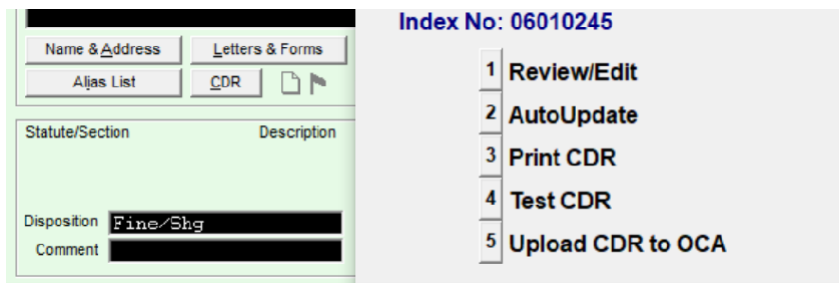 Index No: 06010245
Name & Address Letters & Forms
Alias List CDR
1 Review/Edit
2 AutoUpdate
3 Print CDR
4 Test CDR
5 Upload CDR to OCA
Statute/Section Description
Disposition Fine/Shg
Comment